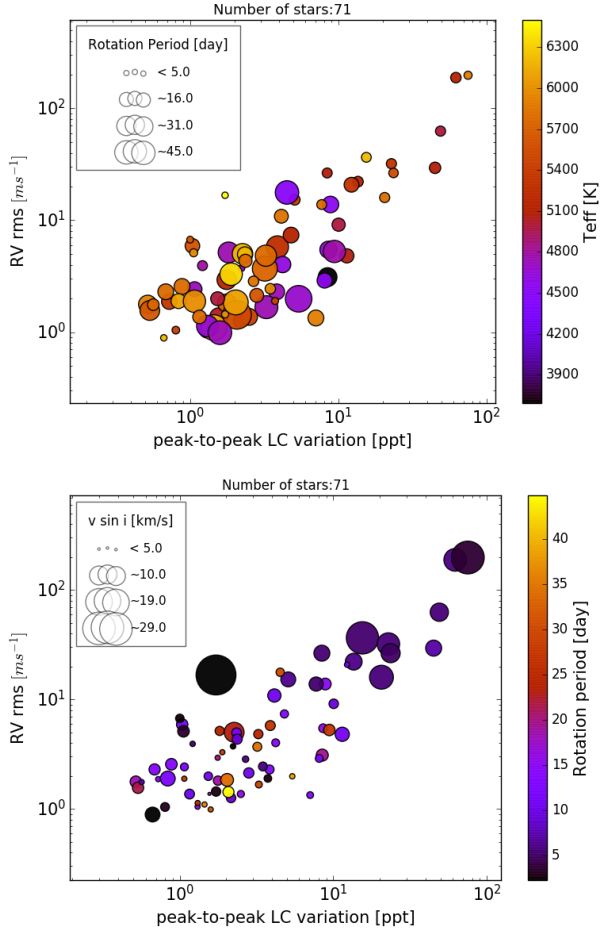 Number of stars:71
Rotation Period [day]
< 5.0
~16.0
~31.0
~45.0
RV rms [ms⁻¹]
10²
10¹
10⁰
10⁰ 10¹ 10²
peak-to-peak LC variation [ppt]
6300
6000
5700
5400
5100
4800
4500
4200
3900
Teff [K]
Number of stars:71
v sin i [km/s]
< 5.0
~10.0
~19.0
~29.0
RV rms [ms⁻¹]
10²
10¹
10⁰
10⁰ 10¹ 10²
peak-to-peak LC variation [ppt]
40
35
30
25
20
15
10
5
Rotation period [day]